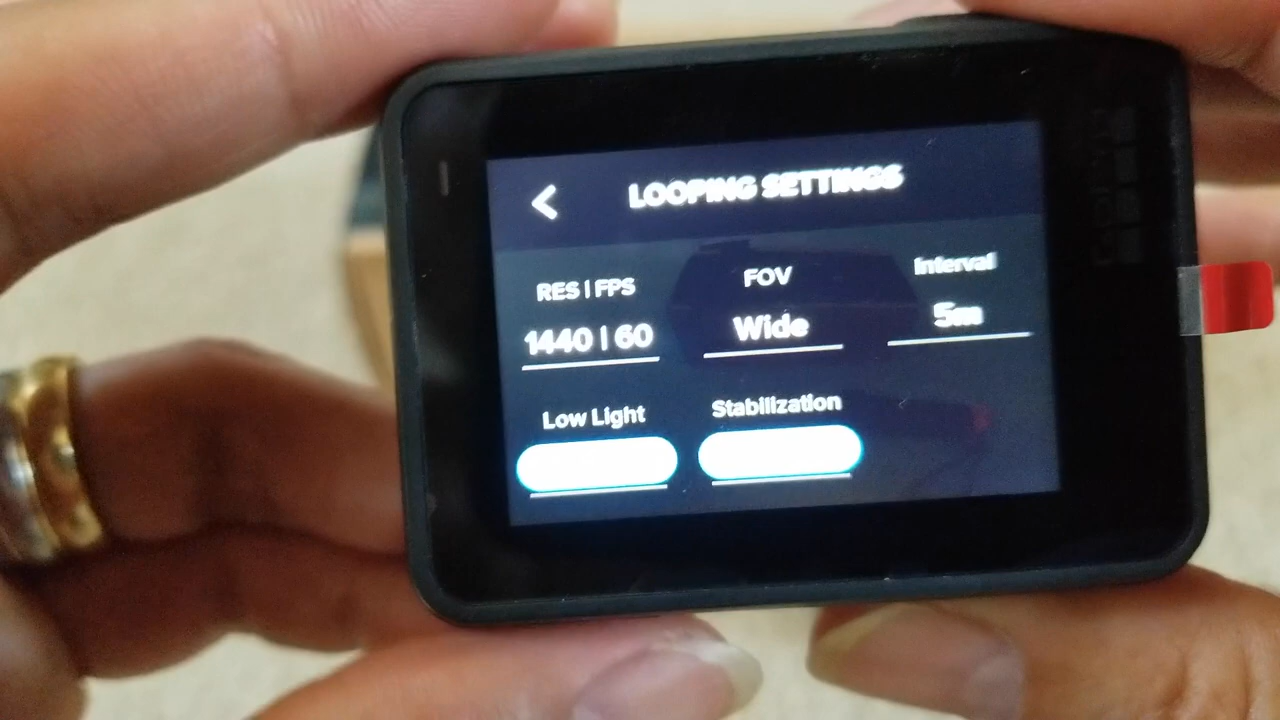 LOOPING SETTINGS
RES | FPS
FOV
Interval
1440 | 60
Wide
5m
Low Light
Stabilization